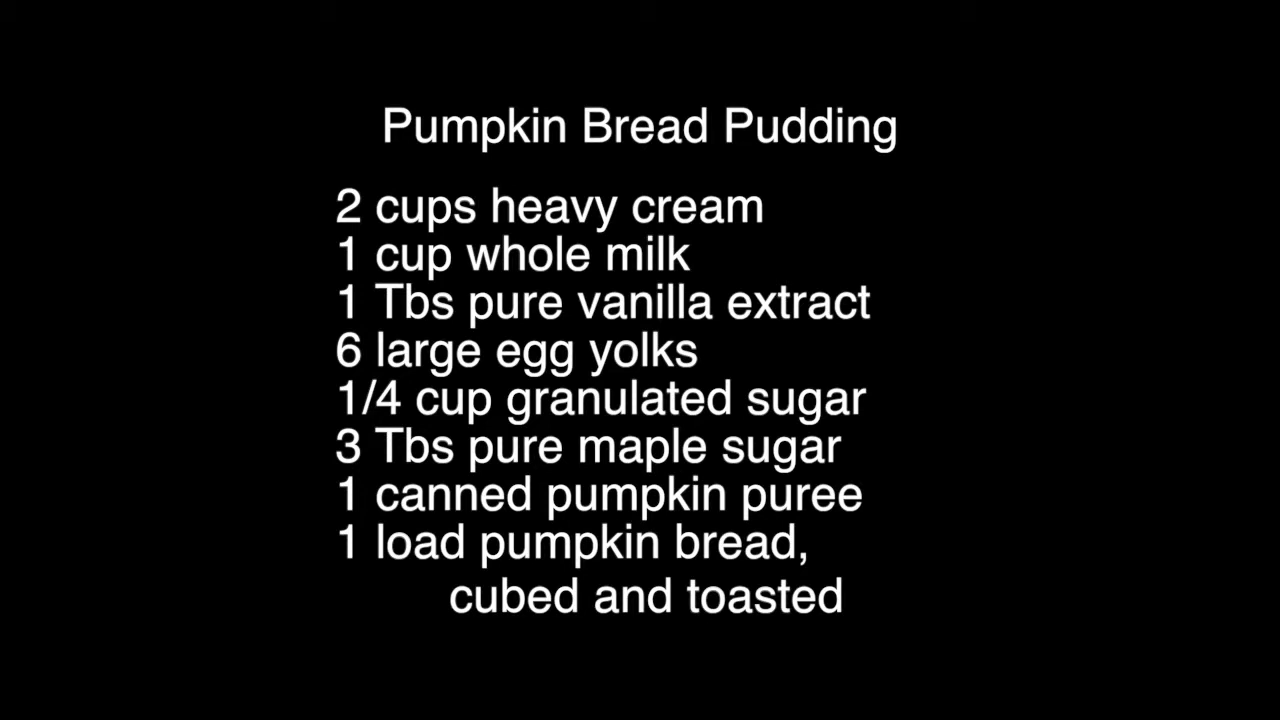 Pumpkin Bread Pudding
2 cups heavy cream
1 cup whole milk
1 Tbs pure vanilla extract
6 large egg yolks
1/4 cup granulated sugar
3 Tbs pure maple sugar
1 canned pumpkin puree
1 load pumpkin bread,
cubed and toasted